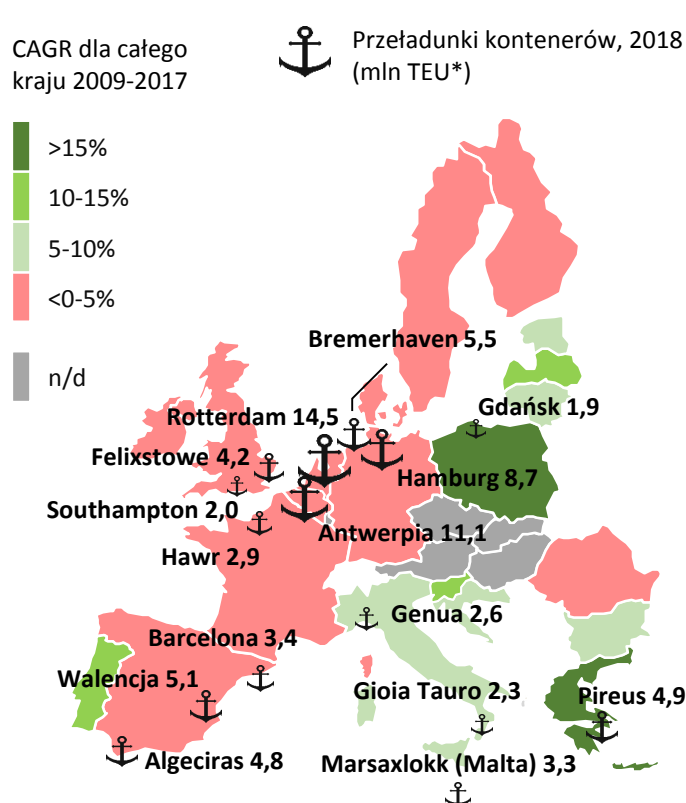 CAGR dla całego
kraju 2009-2017
Przeładunki kontenerów, 2018
(mln TEU*)
>15%
10-15%
5-10%
<0-5%
n/d
Bremerhaven 5,5
Rotterdam 14,5
Gdańsk 1,9
Felixstowe 4,2
Hamburg 8,7
Southampton 2,0
Antwerpia 11,1
Hawr 2,9
Genua 2,6
Barcelona 3,4
Walencja 5,1
Gioia Tauro 2,3
Pireus 4,9
Algeciras 4,8
Marsaxlokk (Malta) 3,3